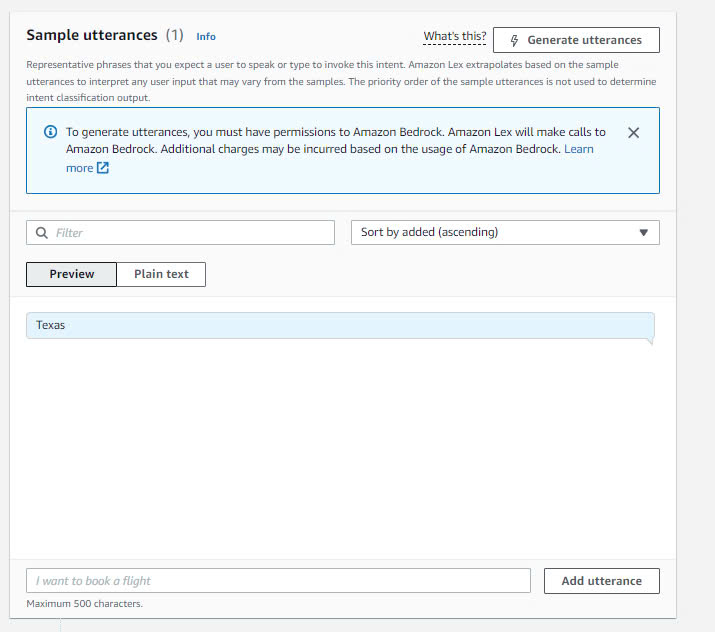 Sample utterances (1) Info
What's this?
Generate utterances
Representative phrases that you expect a user to speak or type to invoke this intent. Amazon Lex extrapolates based on the sample
utterances to interpret any user input that may vary from the samples. The priority order of the sample utterances is not used to determine
intent classification output.
To generate utterances, you must have permissions to Amazon Bedrock. Amazon Lex will make calls to
Amazon Bedrock. Additional charges may be incurred based on the usage of Amazon Bedrock. Learn
more
Filter
Sort by added (ascending)
Preview
Plain text
Texas
I want to book a flight
Add utterance
Maximum 500 characters.